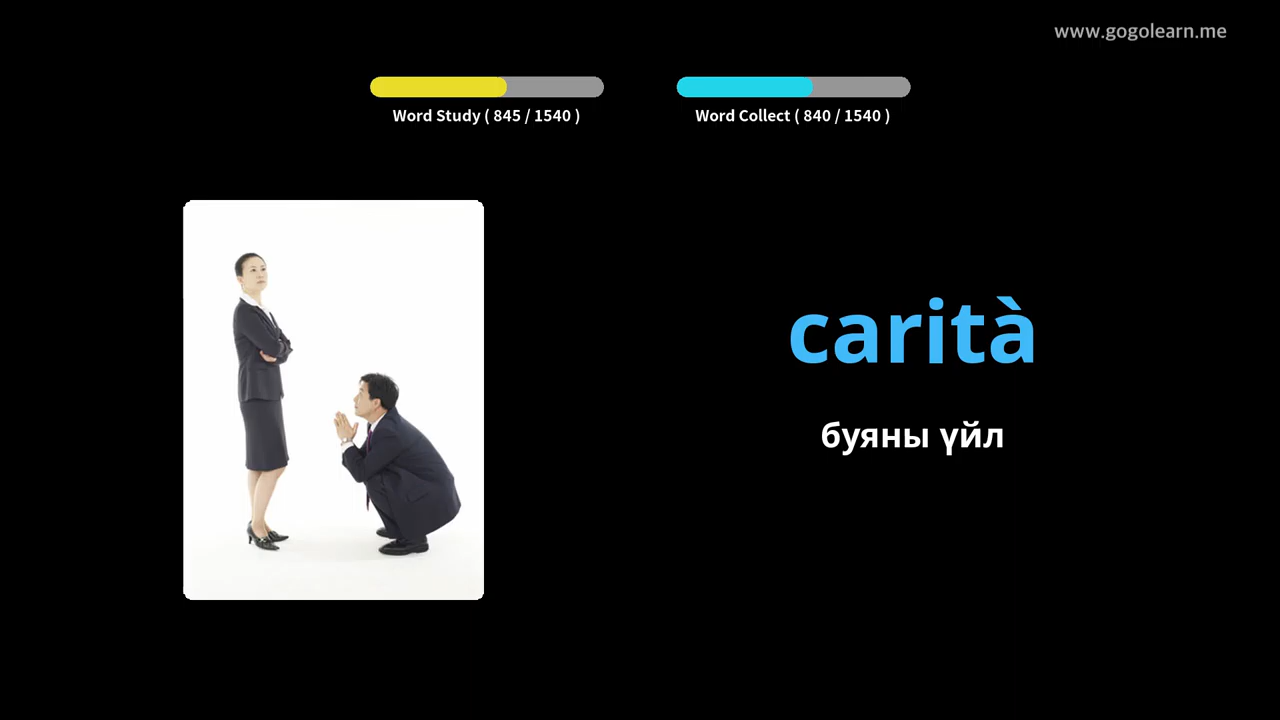 www.gogolearn.me
Word Study ( 845 / 1540 )
Word Collect ( 840 / 1540 )
carità
буяны үйл